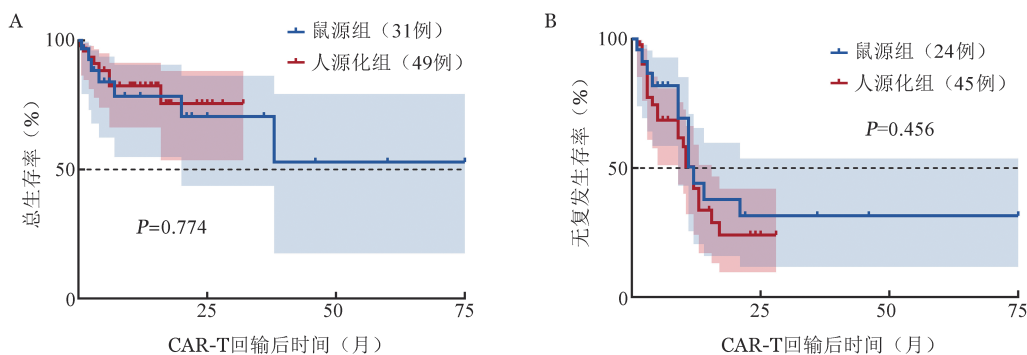 A
鼠源组（31例）
人源化组（49例）
100
50
0
总生存率（%）
P=0.774
25
50
75
CAR-T回输后时间（月）
B
鼠源组（24例）
人源化组（45例）
100
50
0
无复发生存率（%）
P=0.456
25
50
75
CAR-T回输后时间（月）